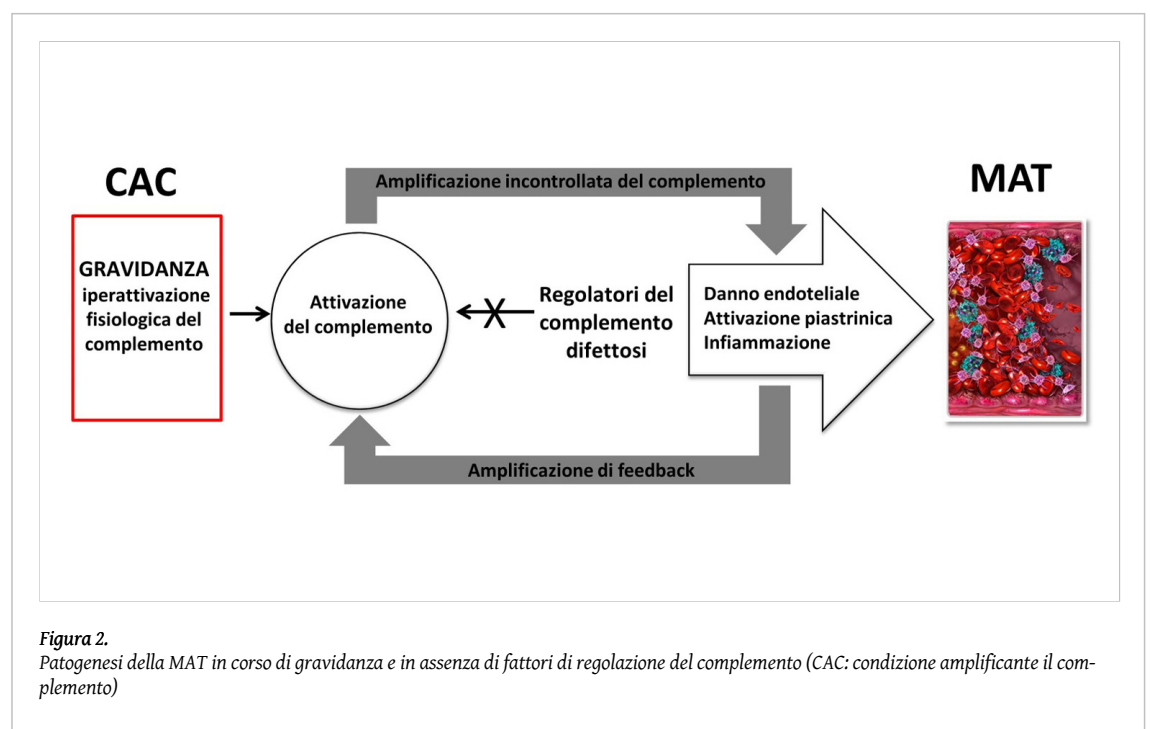 CAC
GRAVIDANZA
iperattivazione
fisiologica del
complemento
Amplificazione incontrollata del complemento
Attivazione
del complemento
X
Regolatori del
complemento
difettosi
Danno endoteliale
Attivazione piastrinica
Infiammazione
Amplificazione di feedback
MAT
Figura 2.
Patogenesi della MAT in corso di gravidanza e in assenza di fattori di regolazione del complemento (CAC: condizione amplificante il com-
plemento)